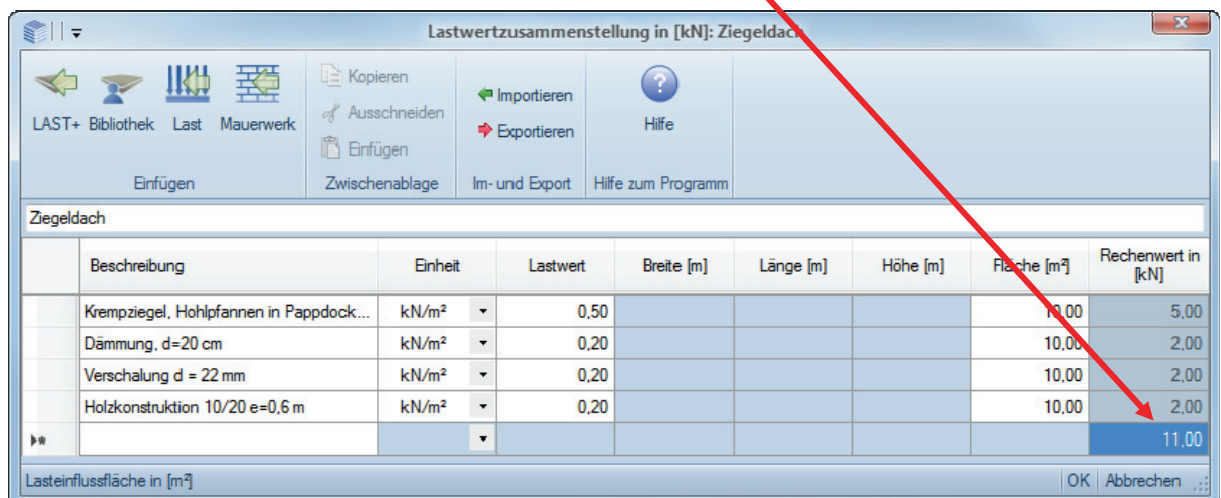 Lastwertzusammenstellung in [kN]: Ziegeldach
LAST+ Bibliothek Last Mauerwerk
Einfügen
Kopieren
Ausschneiden
Einfügen
Zwischenablage
Importieren
Exportieren
Im- und Export
Hilfe
Hilfe zum Programm
Ziegeldach
Beschreibung Einheit Lastwert Breite [m] Länge [m] Höhe [m] Fläche [m²] Rechenwert in [kN]
Krempziegel, Hohlpfannen in Pappdock... kN/m² 0,50 10,00 5,00
Dämmung, d=20 cm kN/m² 0,20 10,00 2,00
Verschalung d = 22 mm kN/m² 0,20 10,00 2,00
Holzkonstruktion 10/20 e=0,6 m kN/m² 0,20 10,00 2,00
11,00
Lasteinflussfläche in [m²] OK Abbrechen